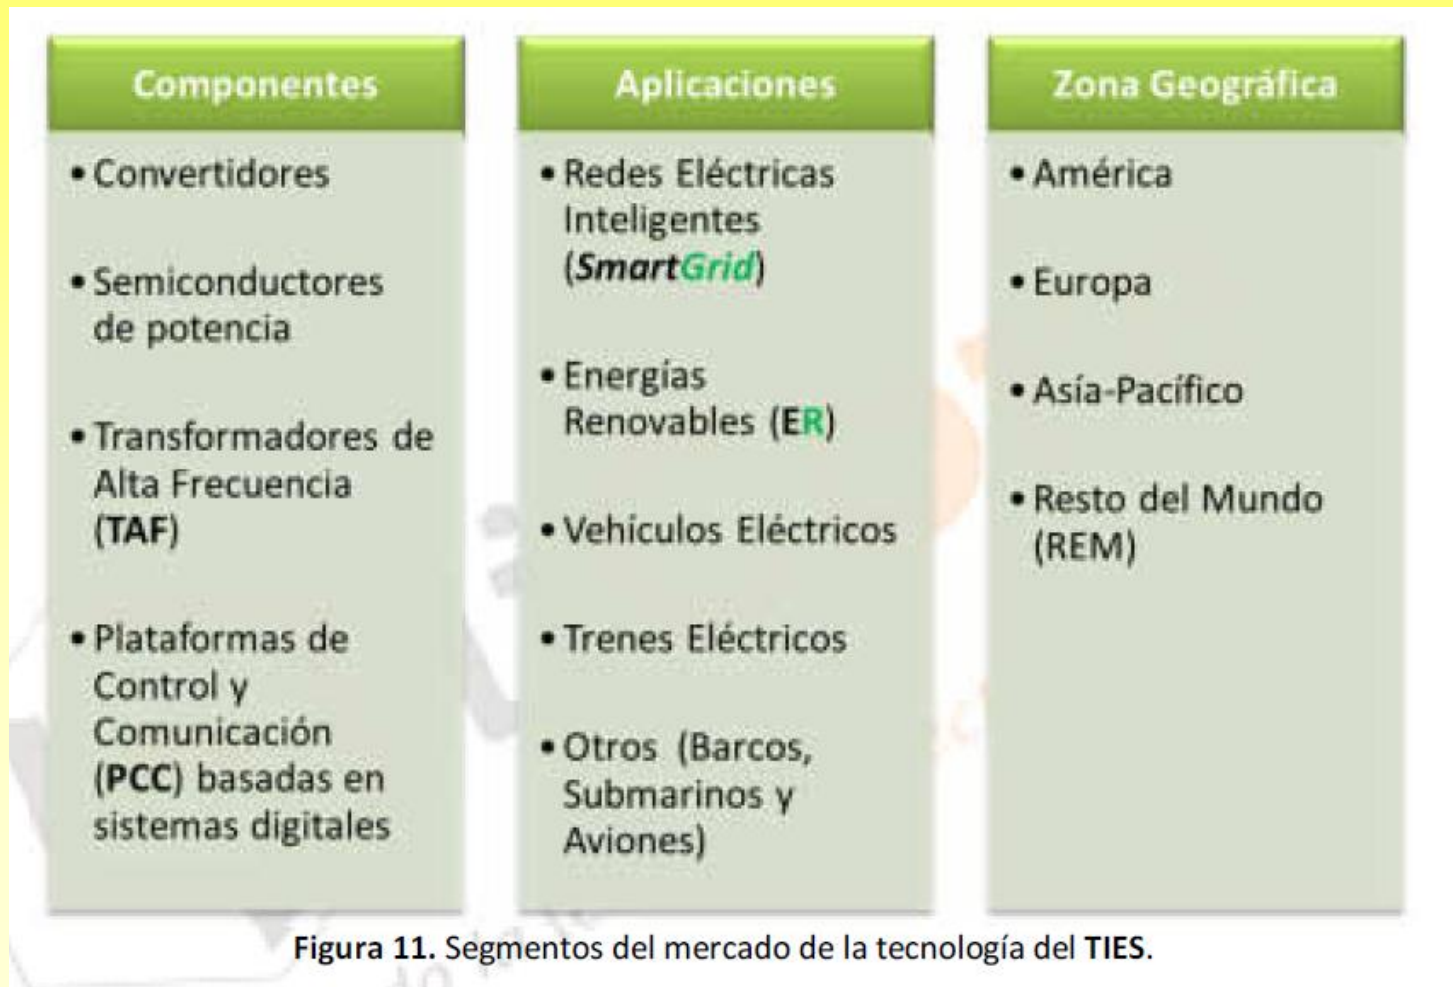 Componentes
• Convertidores
• Semiconductores
de potencia
• Transformadores de
Alta Frecuencia
(TAF)
• Plataformas de
Control y
Comunicación
(PCC) basadas en
sistemas digitales
Aplicaciones
• Redes Eléctricas
Inteligentes
(SmartGrid)
• Energías
Renovables (ER)
• Vehículos Eléctricos
• Trenes Eléctricos
• Otros (Barcos,
Submarinos y
Aviones)
Zona Geográfica
• América
• Europa
• Asía-Pacífico
• Resto del Mundo
(REM)
Figura 11. Segmentos del mercado de la tecnología del TIES.